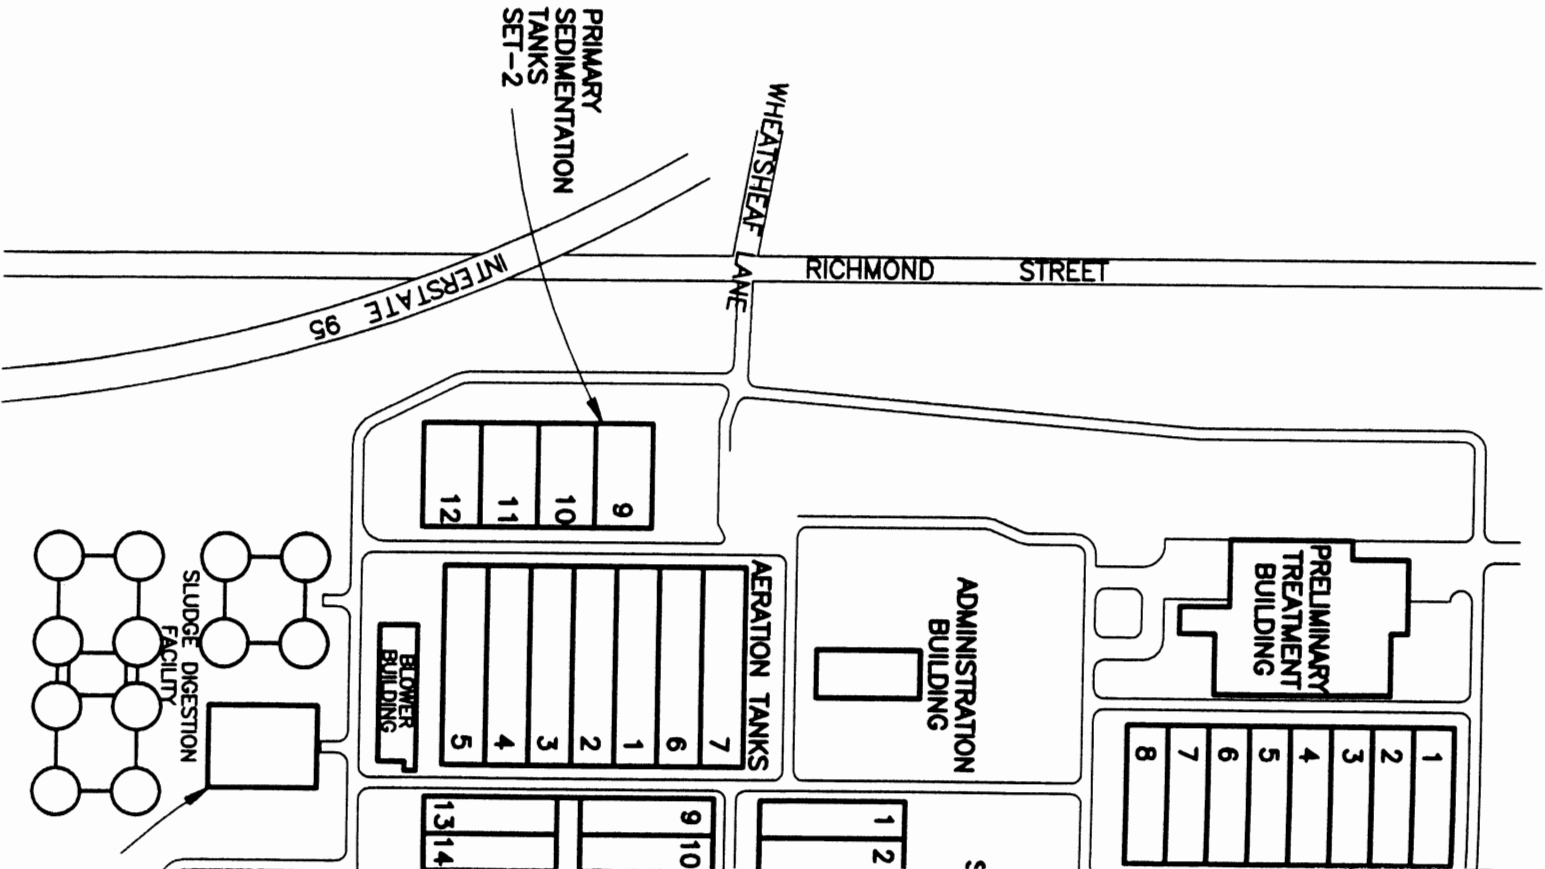 PRIMARY
SEDIMENTATION
TANKS
SET-2
WHEATSHEAF LANE
RICHMOND STREET
INTERSTATE 95
12
11
10
9
PRELIMINARY
TREATMENT
BUILDING
ADMINISTRATION
BUILDING
AERATION TANKS
5
4
3
2
1
6
7
BLOWER
BUILDING
SLUDGE DIGESTION
FACILITY
8
7
6
5
4
3
2
1
13
14
9
10
1
2
S